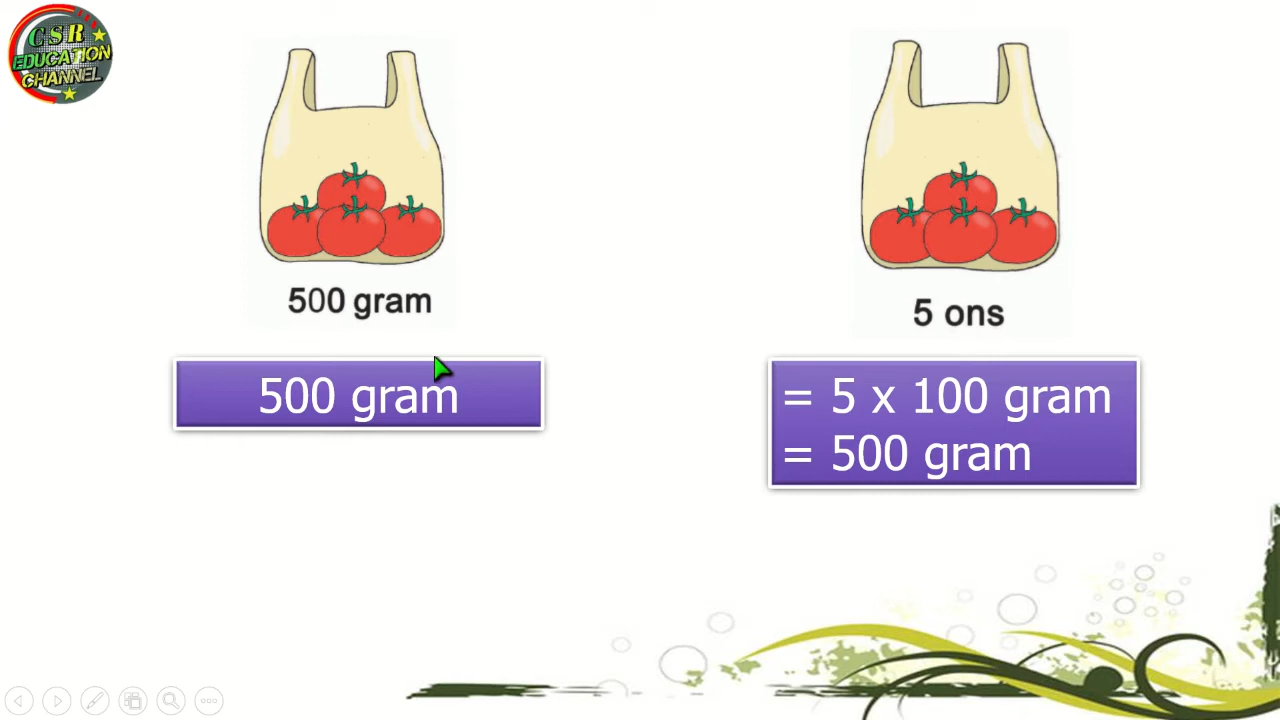 CSR
EDUCATION
CHANNEL
500 gram
500 gram
5 ons
= 5 x 100 gram
= 500 gram